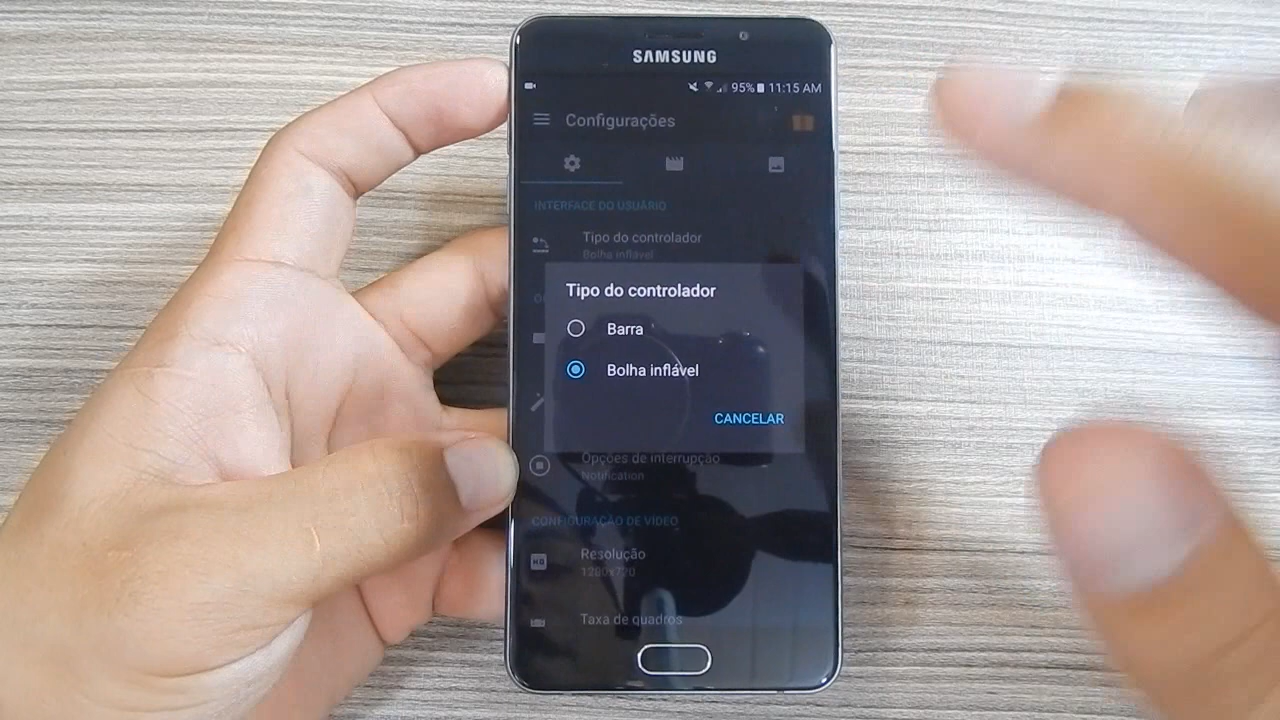 SAMSUNG
95% 11:15 AM
Configurações
INTERFACE DO USUÁRIO
Tipo do controlador
Bolha inflável
Tipo do controlador
Barra
Bolha inflável
CANCELAR
Opções de interrupção
Notification
CONFIGURAÇÃO DE VÍDEO
HD
Resolução
1280x720
Taxa de quadros